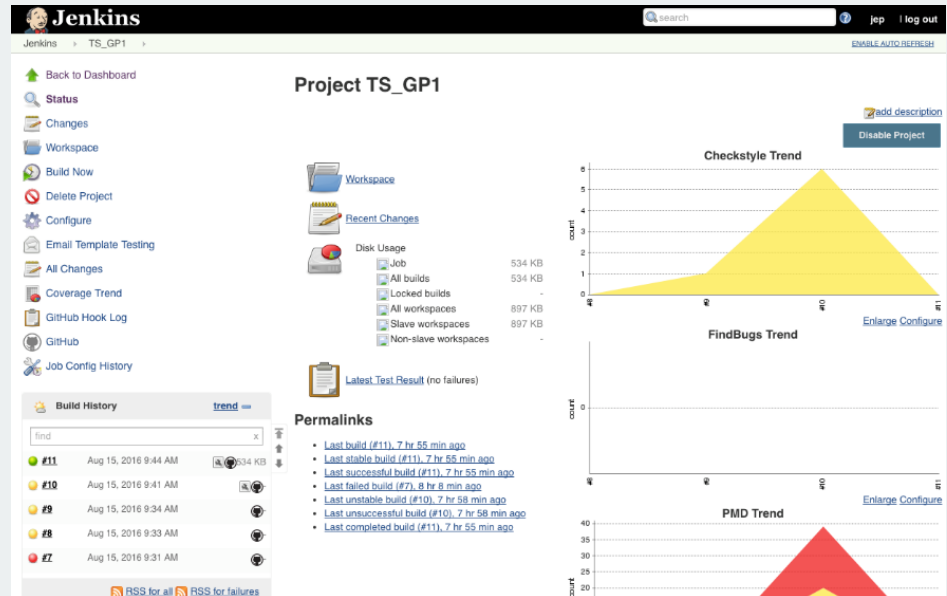 Jenkins
search
jep
log out
Jenkins
TS_GP1
ENABLE AUTO REFRESH
Back to Dashboard
Status
Changes
Workspace
Build Now
Delete Project
Configure
Email Template Testing
All Changes
Coverage Trend
GitHub Hook Log
GitHub
Job Config History
Build History trend
find x
#11 Aug 15, 2016 9:44 AM 534 KB
#10 Aug 15, 2016 9:41 AM
#9 Aug 15, 2016 9:34 AM
#8 Aug 15, 2016 9:33 AM
#7 Aug 15, 2016 9:31 AM
RSS for all RSS for failures
Project TS_GP1
add description
Disable Project
Workspace
Recent Changes
Disk Usage
Job 534 KB
All builds 534 KB
Locked builds -
All workspaces 897 KB
Slave workspaces 897 KB
Non-slave workspaces -
Latest Test Result (no failures)
Permalinks
Last build (#11), 7 hr 55 min ago
Last stable build (#11), 7 hr 55 min ago
Last successful build (#11), 7 hr 55 min ago
Last failed build (#7), 8 hr 8 min ago
Last unstable build (#10), 7 hr 58 min ago
Last unsuccessful build (#10), 7 hr 58 min ago
Last completed build (#11), 7 hr 55 min ago
Checkstyle Trend
6
5
4
3
2
1
0
count
#8 #9 #10 #11
Enlarge Configure
FindBugs Trend
count
0
#8 #9 #10 #11
Enlarge Configure
PMD Trend
40
35
30
25
20
count